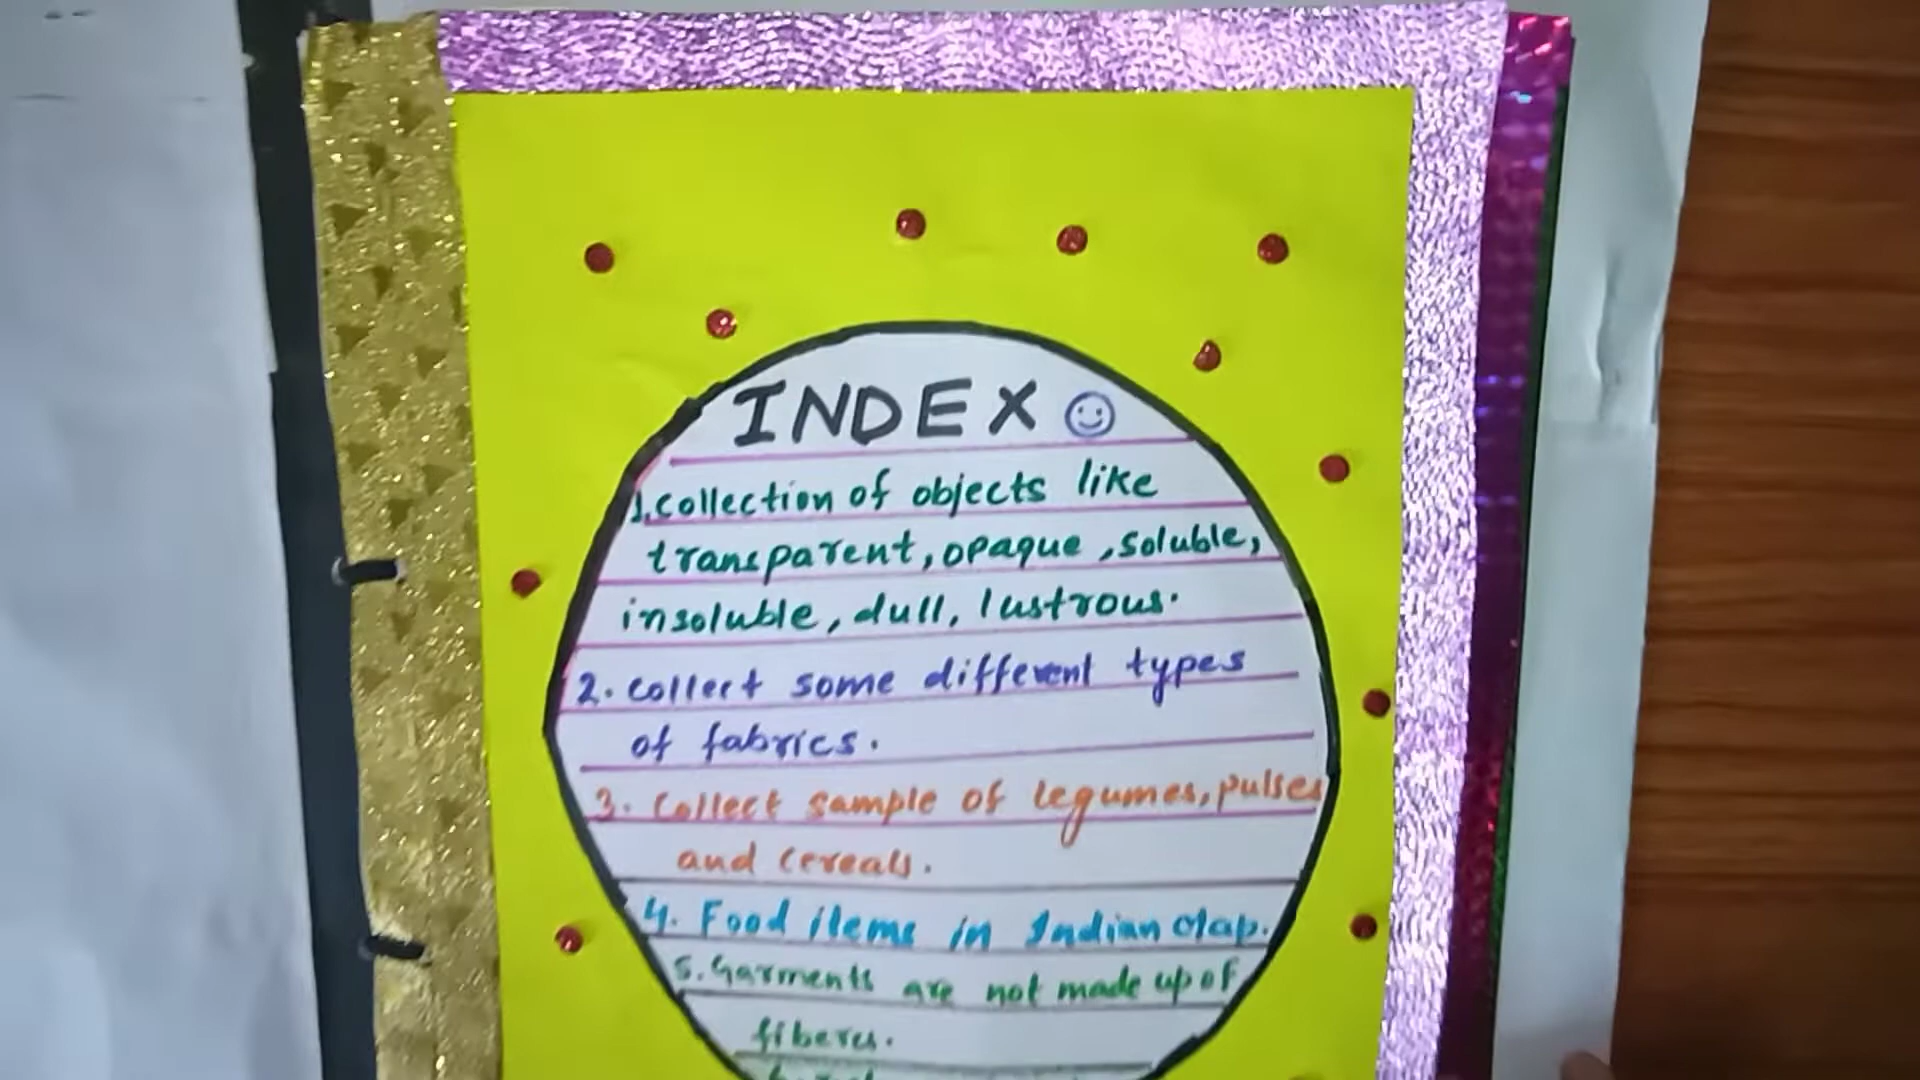 INDEX
1. collection of objects like
transparent, opaque, soluble,
insoluble, dull, lustrous.
2. collect some different types
of fabrics.
3. Collect sample of legumes, pulses
and cereals.
4. Food items in Indian Map.
5. Garments are not made up of
fiberes.